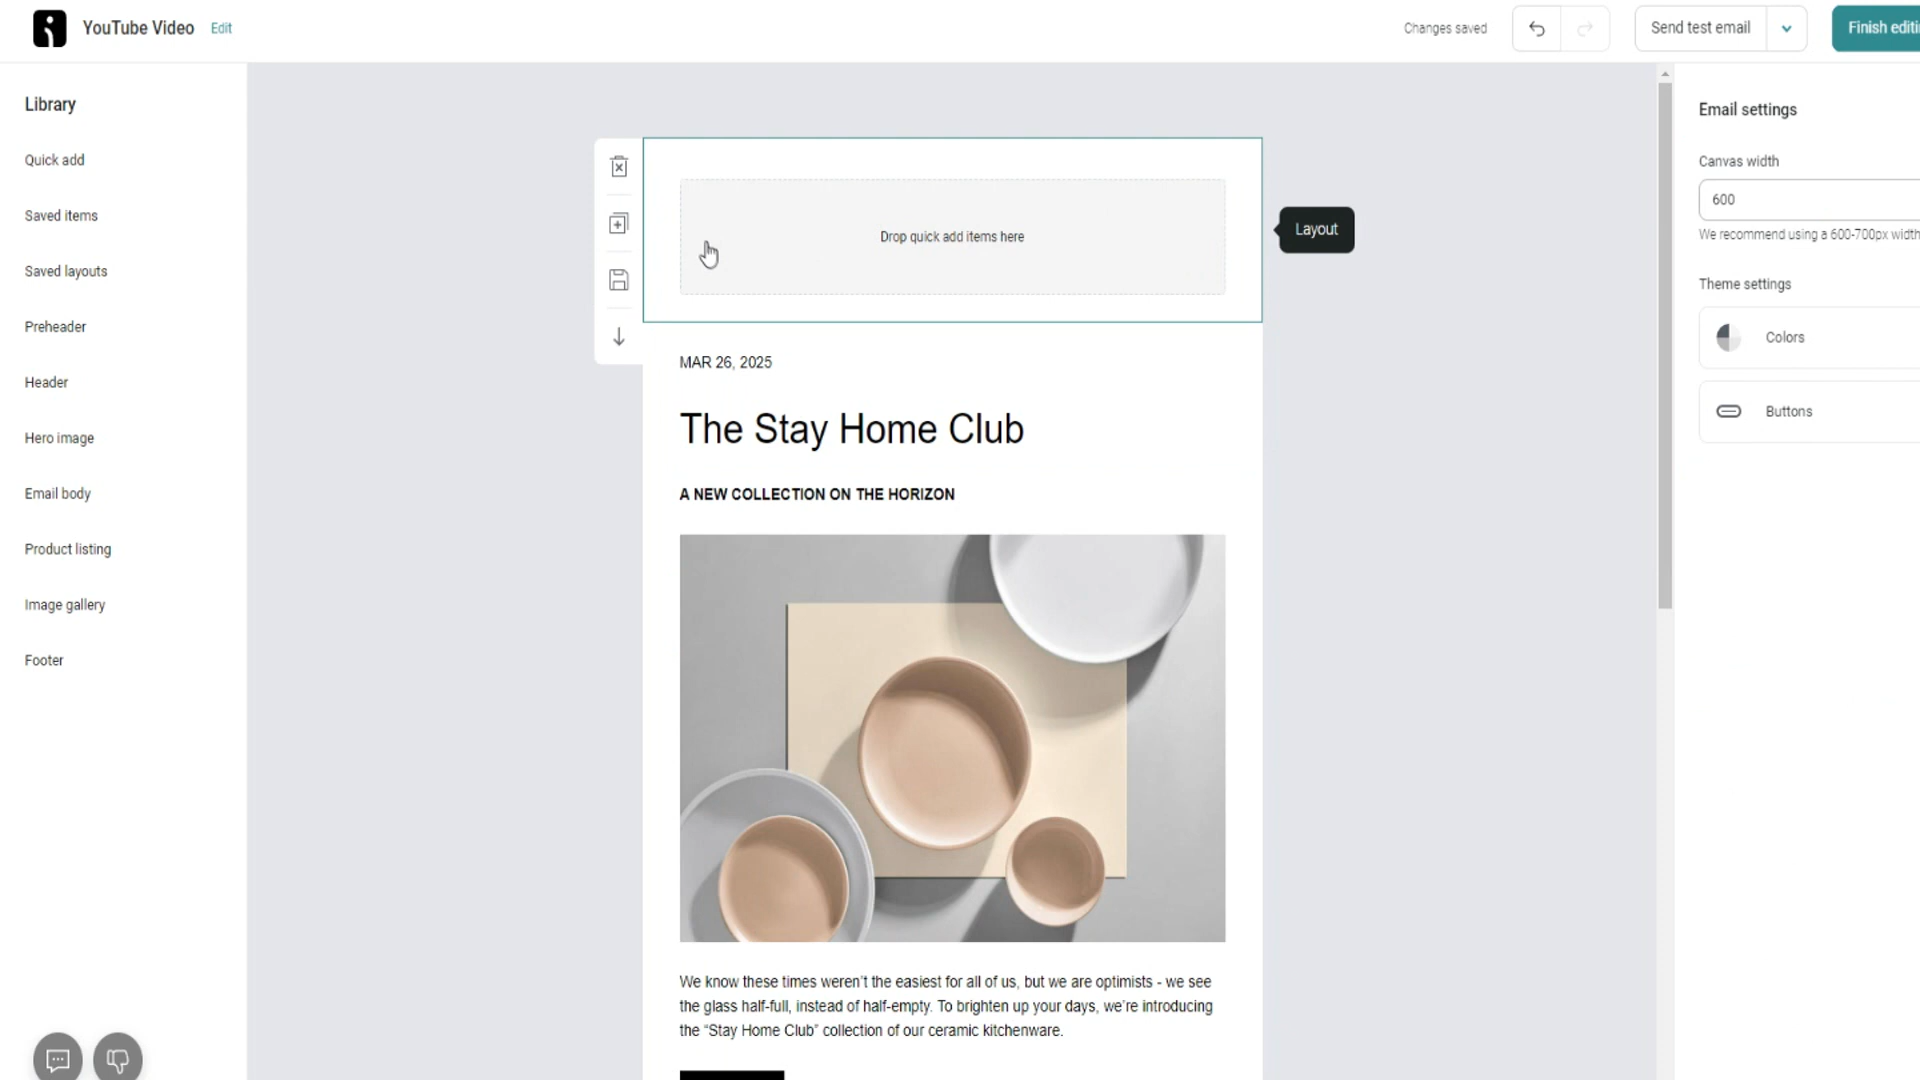 YouTube Video Edit
Changes saved
Send test email
Finish editi
Library
Quick add
Saved items
Saved layouts
Preheader
Header
Hero image
Email body
Product listing
Image gallery
Footer
Drop quick add items here
Layout
MAR 26, 2025
The Stay Home Club
A NEW COLLECTION ON THE HORIZON
We know these times weren't the easiest for all of us, but we are optimists - we see
the glass half-full, instead of half-empty. To brighten up your days, we're introducing
the “Stay Home Club” collection of our ceramic kitchenware.
Email settings
Canvas width
600
We recommend using a 600-700px width
Theme settings
Colors
Buttons